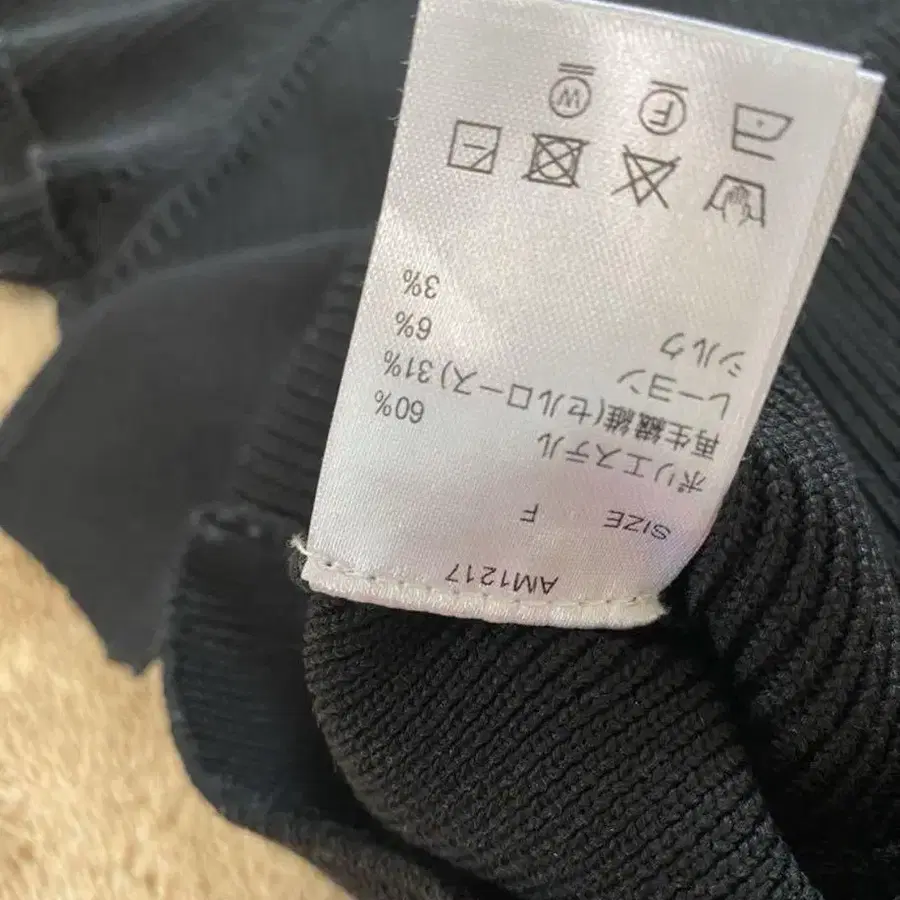 AM1217
SIZE F
ポリエステル 60%
再生繊維(セルロース) 31%
レーヨン 6%
シルク 3%
F W